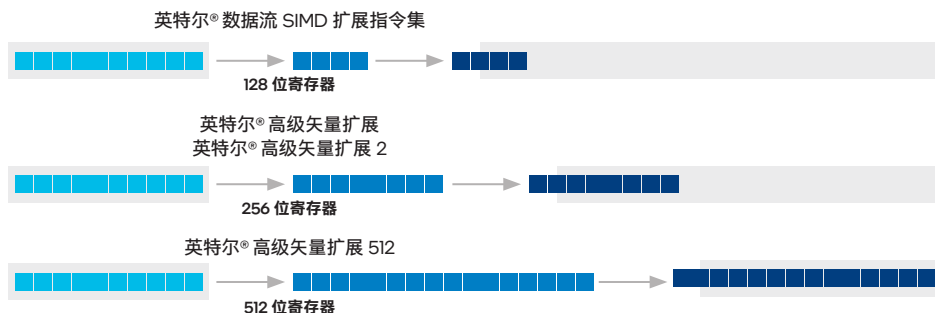 英特尔® 数据流 SIMD 扩展指令集
128 位寄存器
英特尔® 高级矢量扩展
英特尔® 高级矢量扩展 2
256 位寄存器
英特尔® 高级矢量扩展 512
512 位寄存器